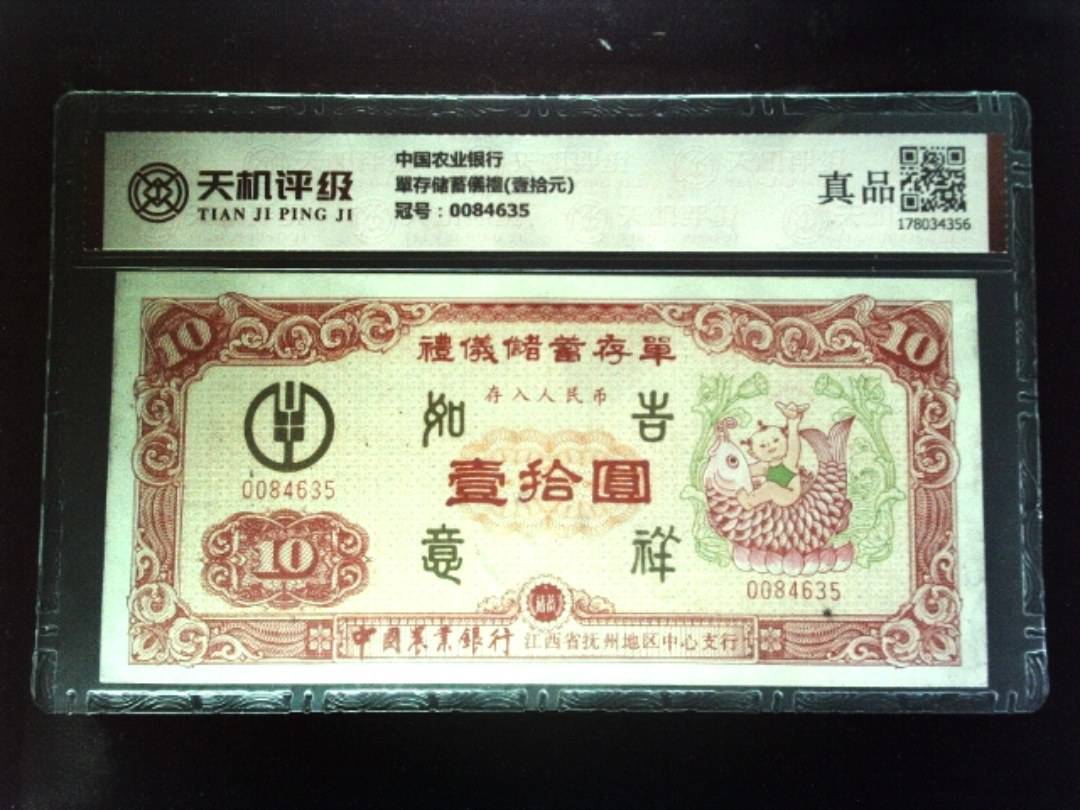 天机评级
TIAN JI PING JI
中国农业银行
單存储蓄儀禮(壹拾元)
冠号：0084635
真品
178034356
10
10
禮儀儲蓄存單
存入人民币
如
吉
0084635
壹拾圓
10
意
祥
0084635
儲蓄
中國農業銀行 江西省抚州地区中心支行